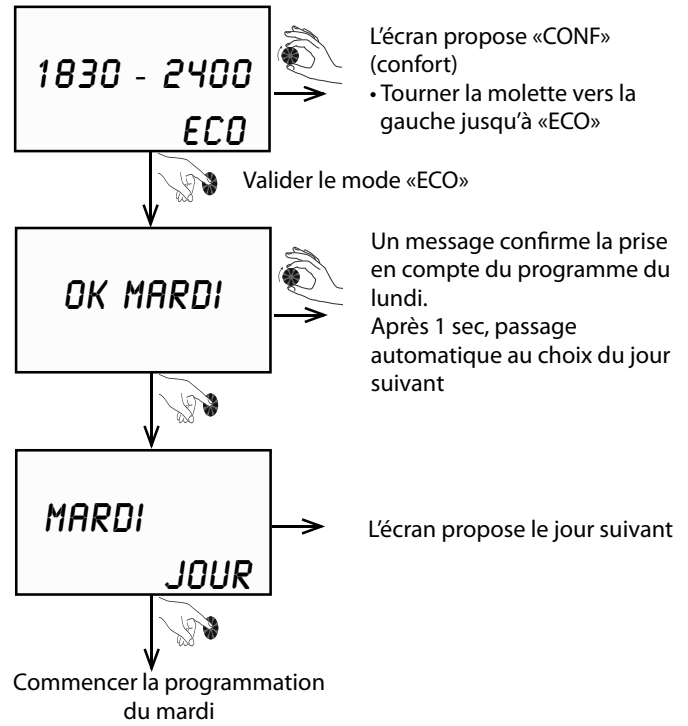 1830 - 2400
ECO
L'écran propose «CONF»
(confort)
• Tourner la molette vers la
gauche jusqu'à «ECO»
Valider le mode «ECO»
OK MARDI
Un message confirme la prise
en compte du programme du
lundi.
Après 1 sec, passage
automatique au choix du jour
suivant
MARDI
JOUR
L'écran propose le jour suivant
Commencer la programmation
du mardi